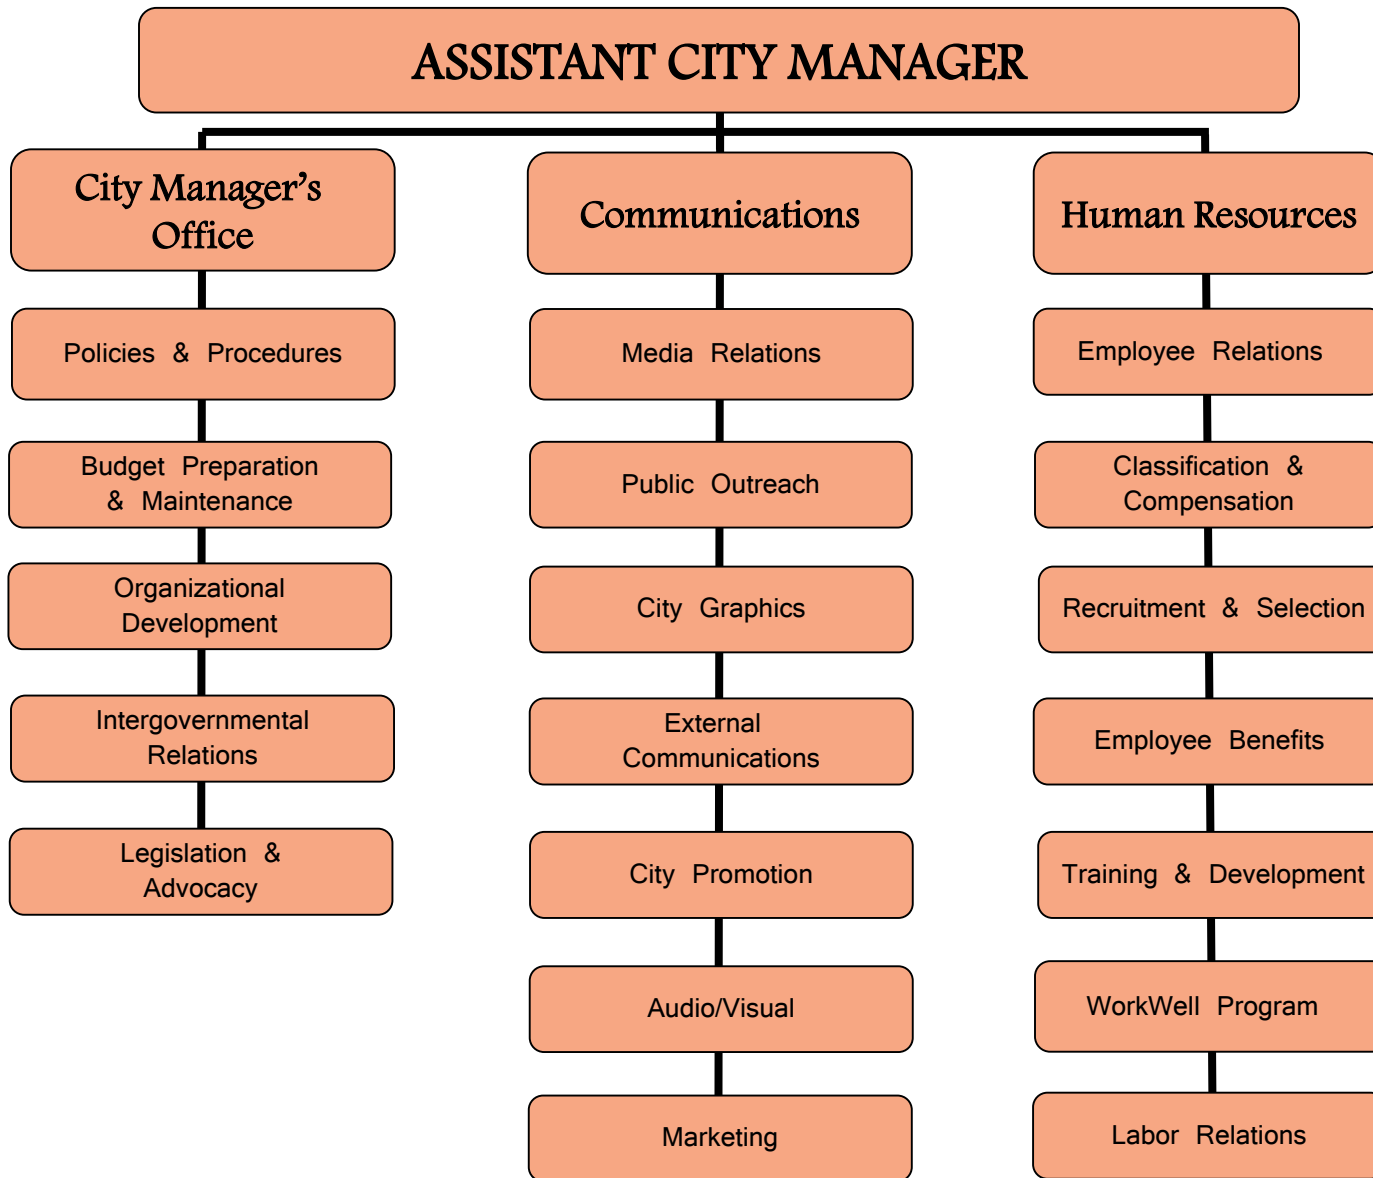 ASSISTANT CITY MANAGER
City Manager’s
Office
Policies & Procedures
Budget Preparation
& Maintenance
Organizational
Development
Intergovernmental
Relations
Legislation &
Advocacy
Communications
Media Relations
Public Outreach
City Graphics
External
Communications
City Promotion
Audio/Visual
Marketing
Human Resources
Employee Relations
Classification &
Compensation
Recruitment & Selection
Employee Benefits
Training & Development
WorkWell Program
Labor Relations